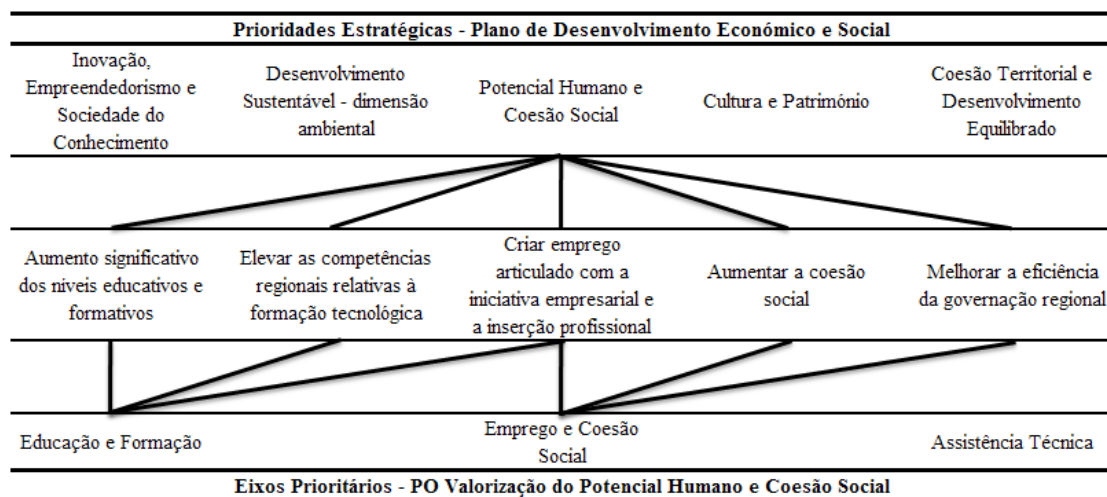 Prioridades Estratégicas - Plano de Desenvolvimento Económico e Social
Inovação,
Empreendedorismo e
Sociedade do
Conhecimento
Desenvolvimento
Sustentável - dimensão
ambiental
Potencial Humano e
Coesão Social
Cultura e Património
Coesão Territorial e
Desenvolvimento
Equilibrado
Aumento significativo
dos níveis educativos e
formativos
Elevar as competências
regionais relativas à
formação tecnológica
Criar emprego
articulado com a
iniciativa empresarial e
a inserção profissional
Aumentar a coesão
social
Melhorar a eficiência
da governação regional
Educação e Formação
Emprego e Coesão
Social
Assistência Técnica
Eixos Prioritários - PO Valorização do Potencial Humano e Coesão Social